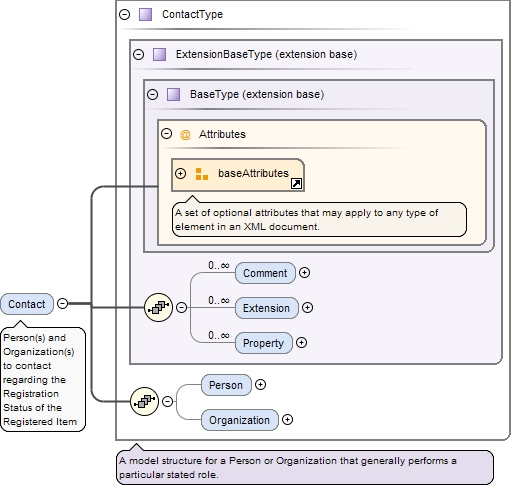 ContactType
ExtensionBaseType (extension base)
BaseType (extension base)
@ Attributes
baseAttributes
A set of optional attributes that may apply to any type of
element in an XML document.
0..∞
Comment
0..∞
Extension
0..∞
Property
Contact
Person(s) and
Organization(s)
to contact
regarding the
Registration
Status of the
Registered Item
Person
Organization
A model structure for a Person or Organization that generally performs a
particular stated role.